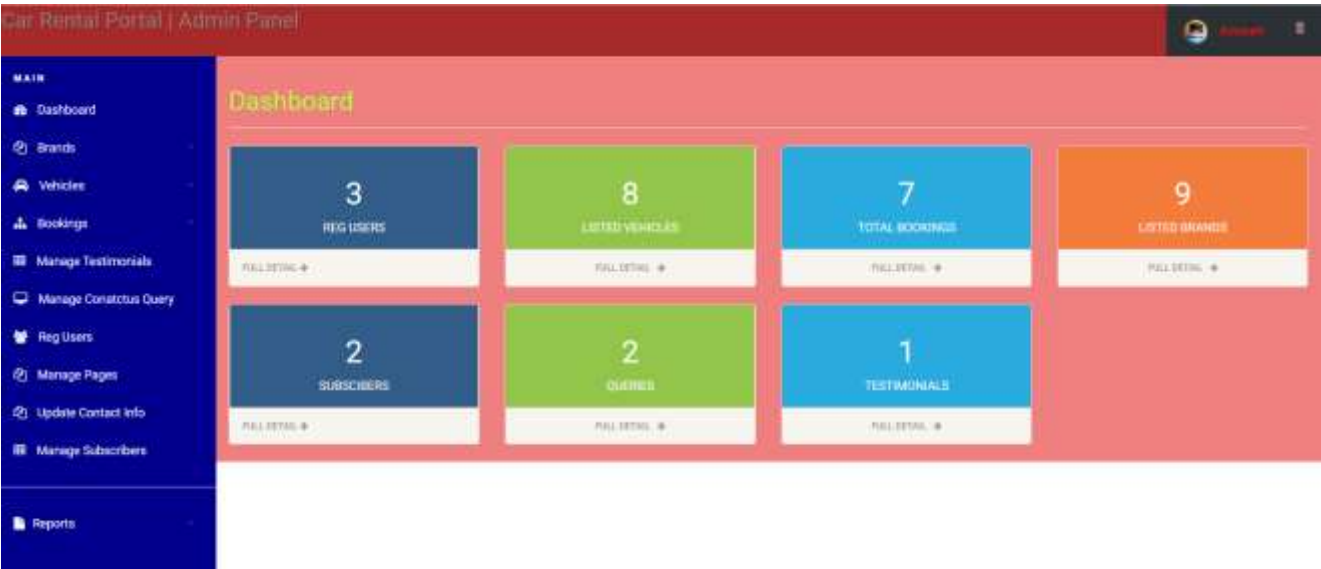 Car Rental Portal | Admin Panel
Account
MAIN
Dashboard
Brands
Vehicles
Bookings
Manage Testimonials
Manage Conatctus Query
Reg Users
Manage Pages
Update Contact Info
Manage Subscribers
Reports
Dashboard
3
REG USERS
FULL DETAIL
8
LISTED VEHICLES
FULL DETAIL
7
TOTAL BOOKINGS
FULL DETAIL
9
LISTED BRANDS
FULL DETAIL
2
SUBSCIBERS
FULL DETAIL
2
QUERIES
FULL DETAIL
1
TESTIMONIALS
FULL DETAIL